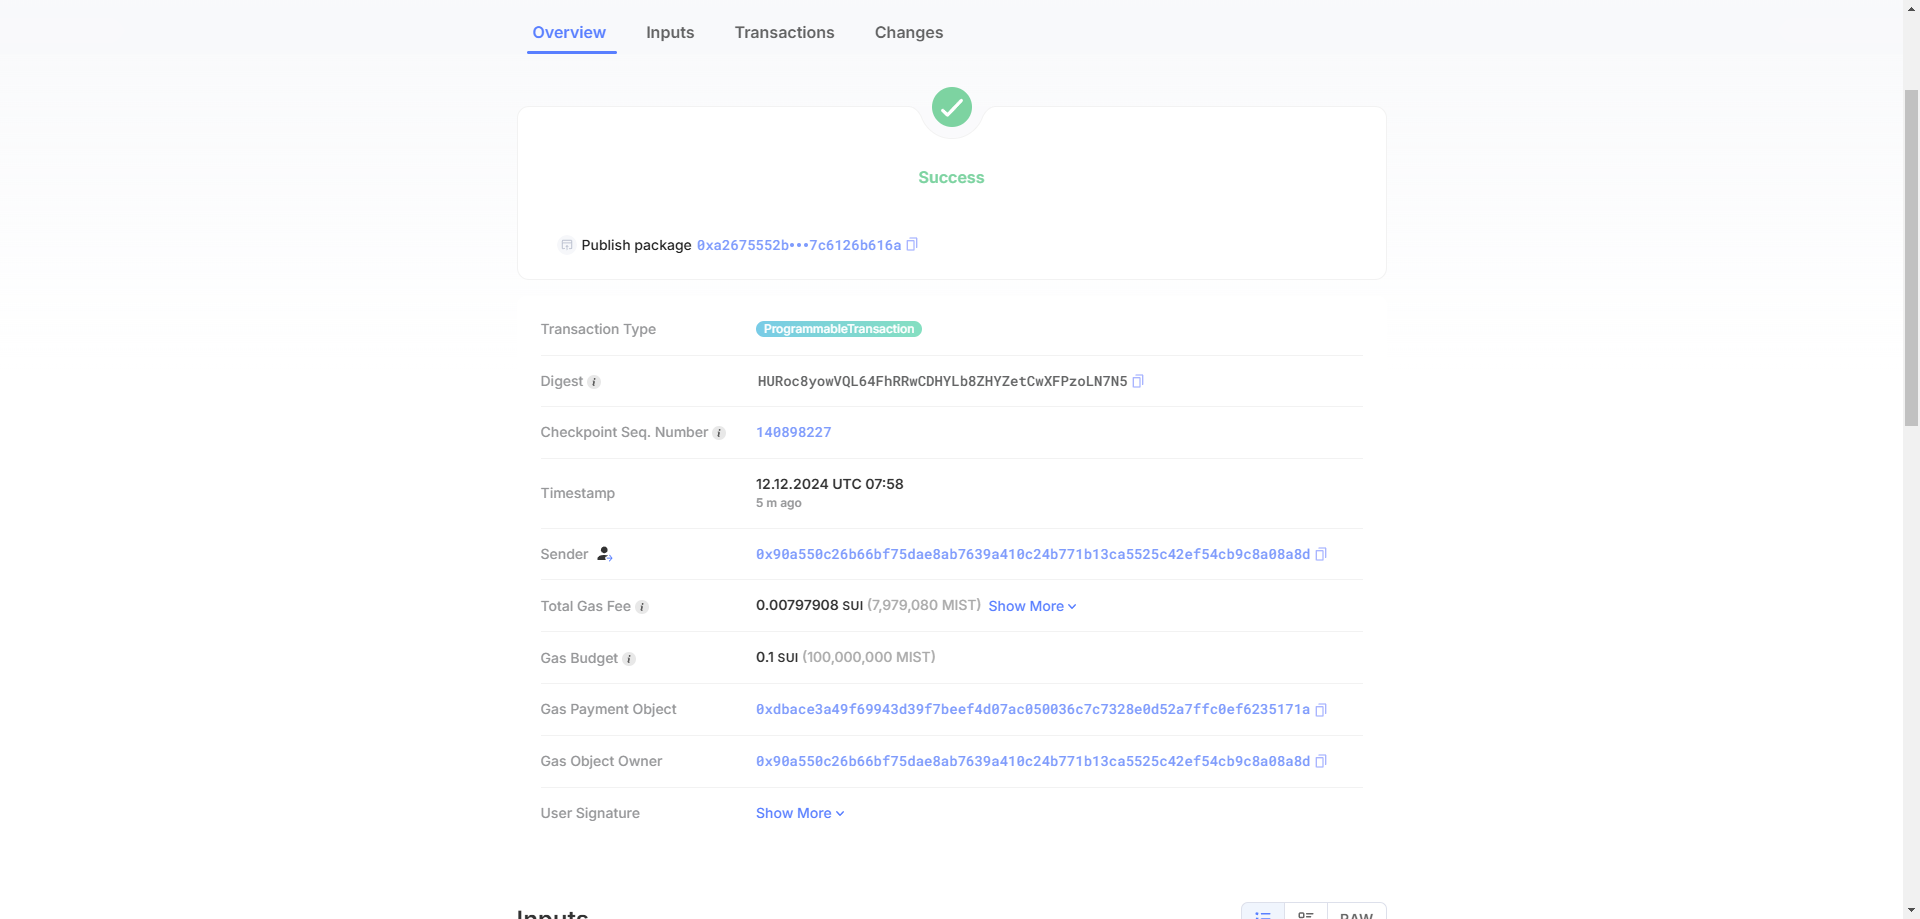 Overview Inputs Transactions Changes
Success
Publish package 0xa2675552b•••7c6126b616a
Transaction Type ProgrammableTransaction
Digest i HURoc8yowVQL64FhRRwCDHYLb8ZHYZetCwXFPzoLN7N5
Checkpoint Seq. Number i 140898227
Timestamp 12.12.2024 UTC 07:58
5 m ago
Sender 0x90a550c26b66bf75dae8ab7639a410c24b771b13ca5525c42ef54cb9c8a08a8d
Total Gas Fee i 0.00797908 SUI (7,979,080 MIST) Show More
Gas Budget i 0.1 SUI (100,000,000 MIST)
Gas Payment Object 0xdbace3a49f69943d39f7beef4d07ac050036c7c7328e0d52a7ffc0ef6235171a
Gas Object Owner 0x90a550c26b66bf75dae8ab7639a410c24b771b13ca5525c42ef54cb9c8a08a8d
User Signature Show More
Inputs RAW